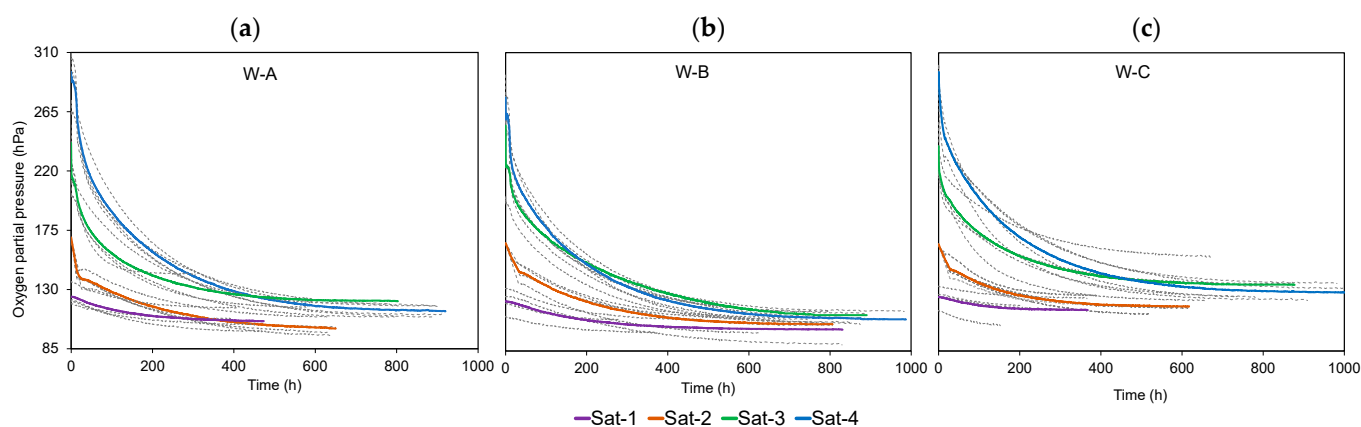 (a) (b) (c)
W-A W-B W-C
Oxygen partial pressure (hPa)
310
265
220
175
130
85
0 200 400 600 800 1000
0 200 400 600 800 1000
0 200 400 600 800 1000
Time (h) Time (h) Time (h)
Sat-1 Sat-2 Sat-3 Sat-4